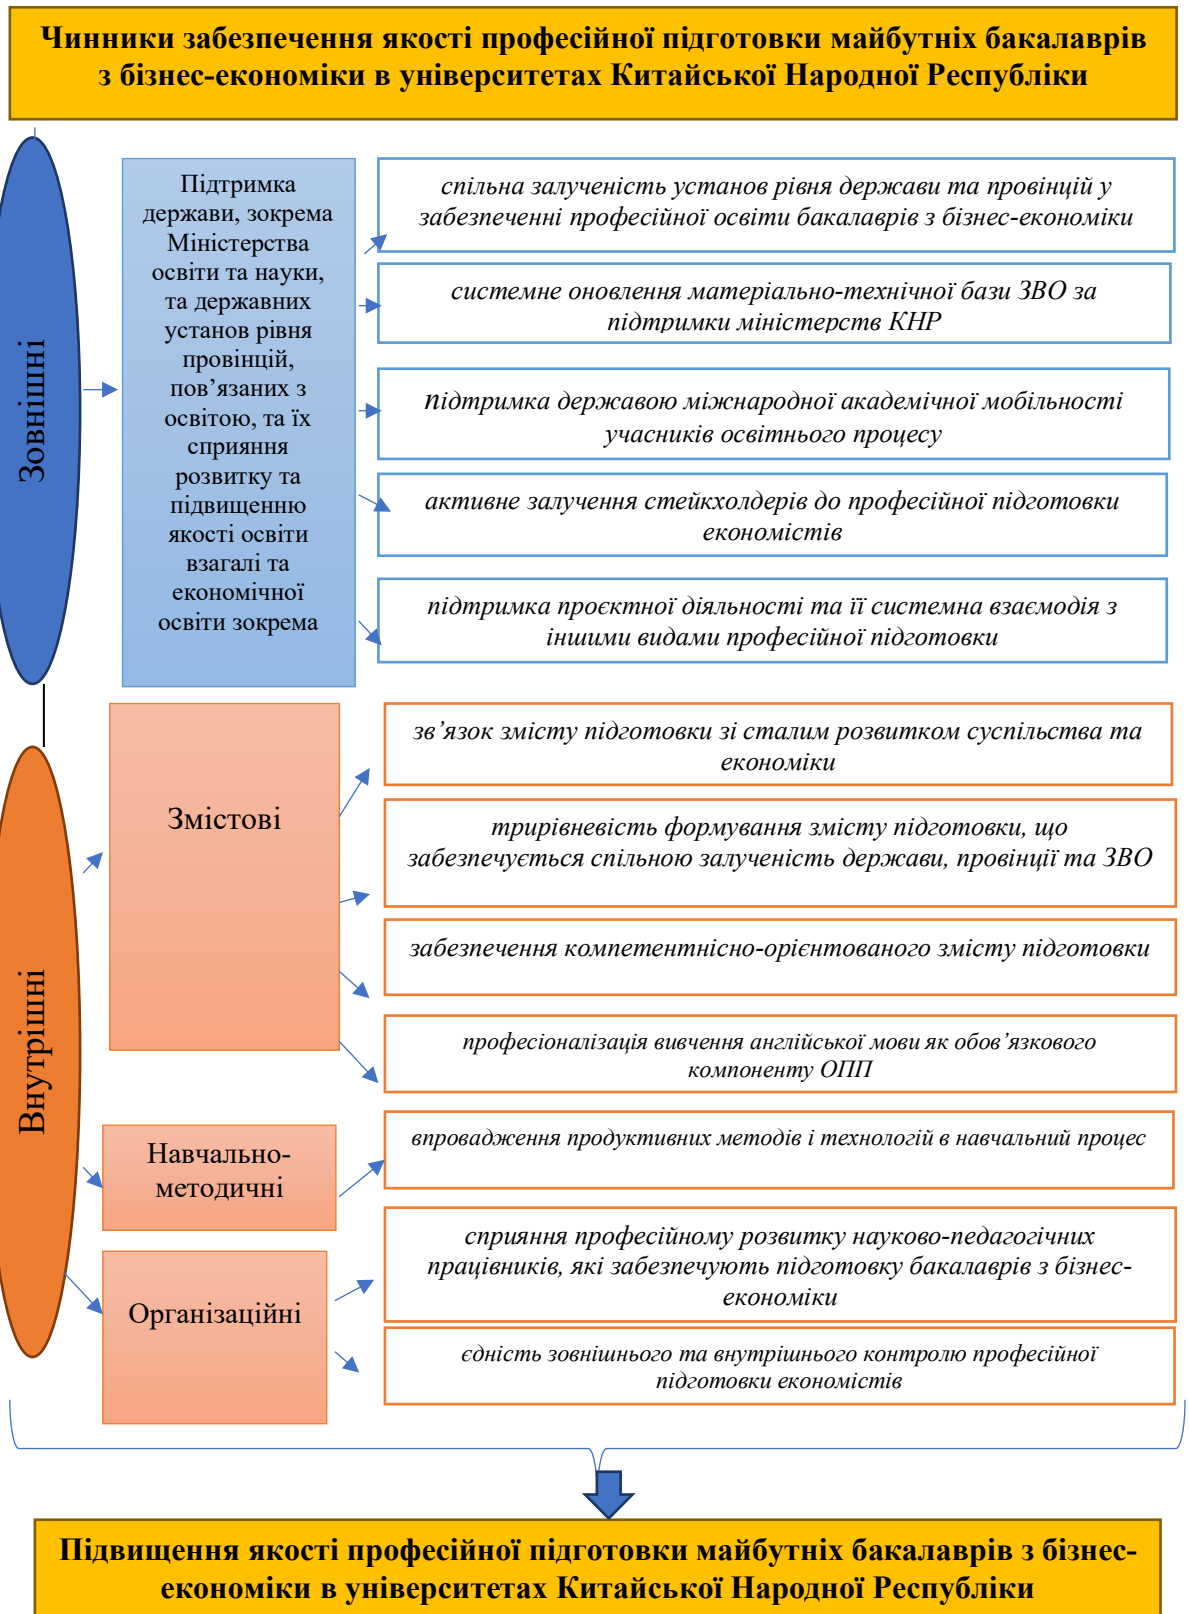 Чинники забезпечення якості професійної підготовки майбутніх бакалаврів
з бізнес-економіки в університетах Китайської Народної Республіки
Зовнішні
Підтримка
держави, зокрема
Міністерства
освіти та науки,
та державних
установ рівня
провінцій,
пов’язаних з
освітою, та їх
сприяння
розвитку та
підвищенню
якості освіти
взагалі та
економічної
освіти зокрема
спільна залученість установ рівня держави та провінцій у
забезпеченні професійної освіти бакалаврів з бізнес-економіки
системне оновлення матеріально-технічної бази ЗВО за
підтримки міністерств КНР
підтримка державою міжнародної академічної мобільності
учасників освітнього процесу
активне залучення стейкхолдерів до професійної підготовки
економістів
підтримка проєктної діяльності та її системна взаємодія з
іншими видами професійної підготовки
Внутрішні
Змістові
зв’язок змісту підготовки зі сталим розвитком суспільства та
економіки
трирівневість формування змісту підготовки, що
забезпечується спільною залученість держави, провінції та ЗВО
забезпечення компетентнісно-орієнтованого змісту підготовки
професіоналізація вивчення англійської мови як обов’язкового
компоненту ОПП
Навчально-
методичні
впровадження продуктивних методів і технологій в навчальний процес
Організаційні
сприяння професійному розвитку науково-педагогічних
працівників, які забезпечують підготовку бакалаврів з бізнес-
економіки
єдність зовнішнього та внутрішнього контролю професійної
підготовки економістів
Підвищення якості професійної підготовки майбутніх бакалаврів з бізнес-
економіки в університетах Китайської Народної Республіки